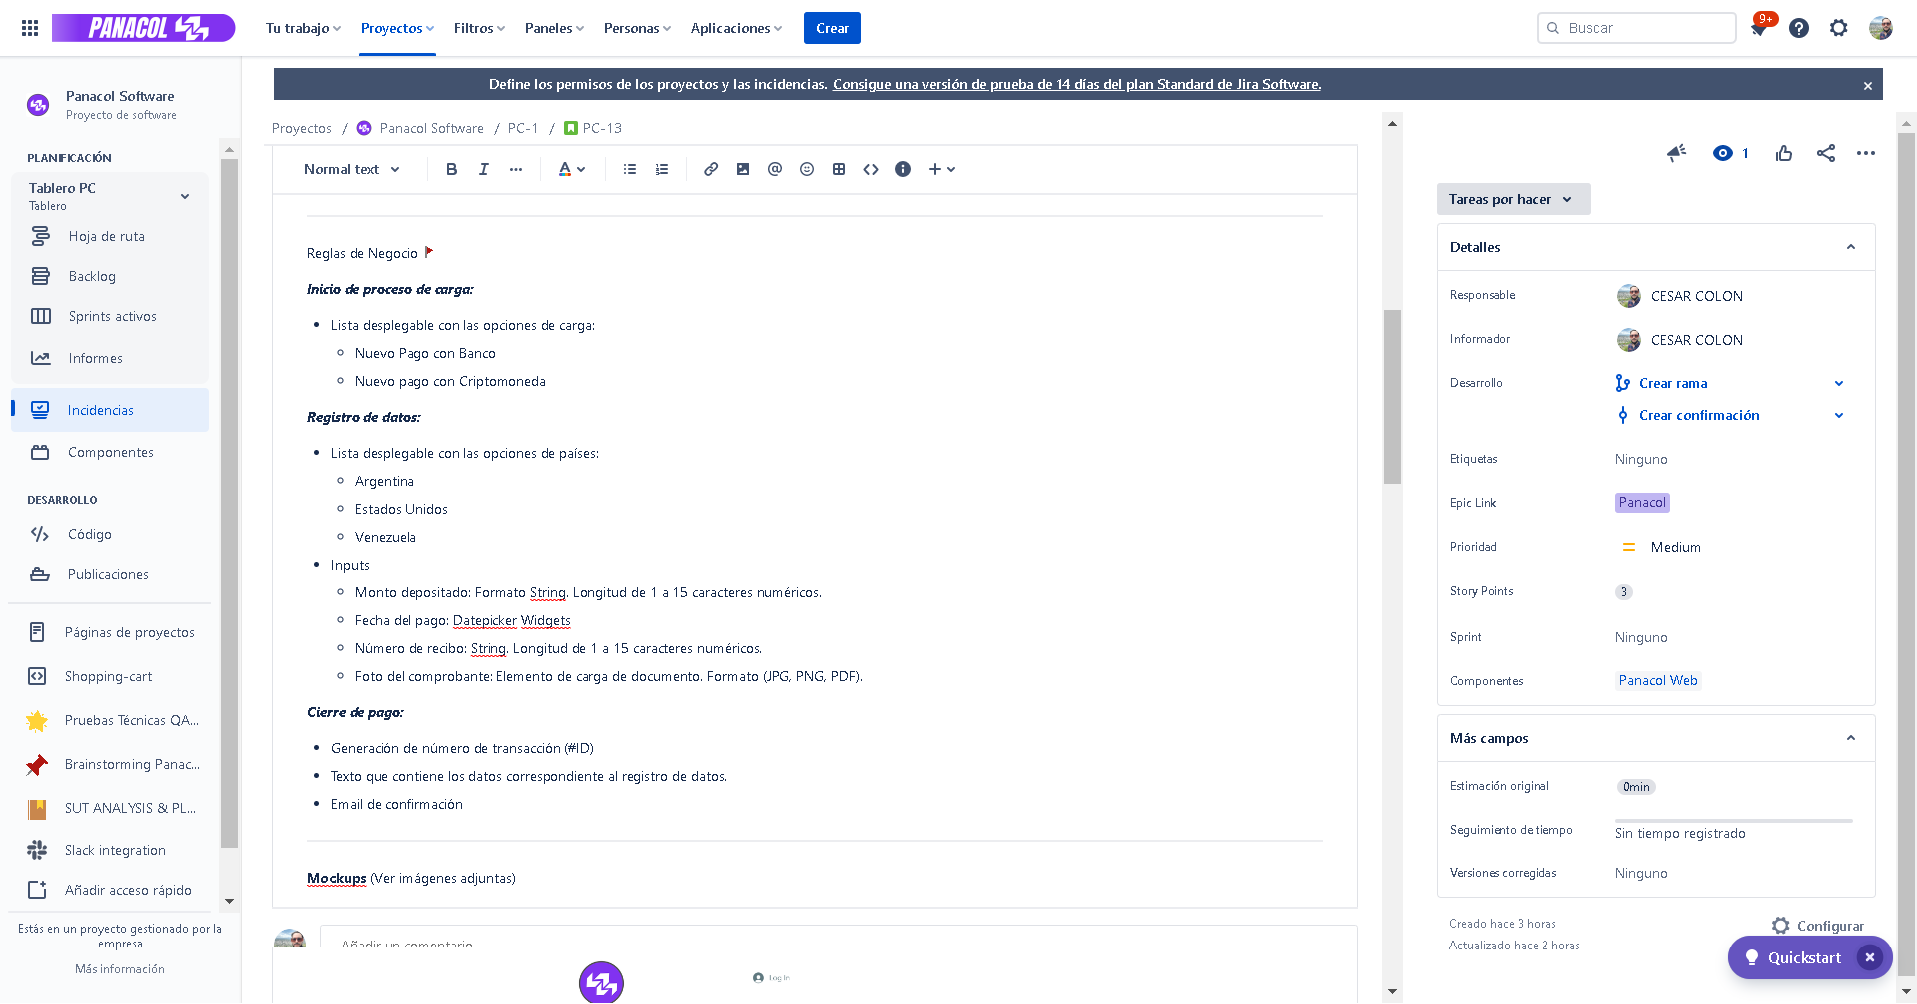 PANACOL
Tu trabajo
Proyectos
Filtros
Paneles
Personas
Aplicaciones
Crear
Buscar
9+
Define los permisos de los proyectos y las incidencias. Consigue una versión de prueba de 14 días del plan Standard de Jira Software.
Panacol Software
Proyecto de software
PLANIFICACIÓN
Tablero PC
Tablero
Hoja de ruta
Backlog
Sprints activos
Informes
Incidencias
Componentes
DESARROLLO
Código
Publicaciones
Páginas de proyectos
Shopping-cart
Pruebas Técnicas QA...
Brainstorming Panac...
SUT ANALYSIS & PL...
Slack integration
Añadir acceso rápido
Estás en un proyecto gestionado por la
empresa
Más información
Proyectos / Panacol Software / PC-1 / PC-13
Normal text
Reglas de Negocio
Inicio de proceso de carga:
Lista desplegable con las opciones de carga:
Nuevo Pago con Banco
Nuevo pago con Criptomoneda
Registro de datos:
Lista desplegable con las opciones de países:
Argentina
Estados Unidos
Venezuela
Inputs
Monto depositado: Formato String. Longitud de 1 a 15 caracteres numéricos.
Fecha del pago: Datepicker Widgets
Número de recibo: String. Longitud de 1 a 15 caracteres numéricos.
Foto del comprobante: Elemento de carga de documento. Formato (JPG, PNG, PDF).
Cierre de pago:
Generación de número de transacción (#ID)
Texto que contiene los datos correspondiente al registro de datos.
Email de confirmación
Mockups (Ver imágenes adjuntas)
Añadir un comentario
Log In
1
Tareas por hacer
Detalles
Responsable CESAR COLON
Informador CESAR COLON
Desarrollo Crear rama
Crear confirmación
Etiquetas Ninguno
Epic Link Panacol
Prioridad Medium
Story Points 3
Sprint Ninguno
Componentes Panacol Web
Más campos
Estimación original 0min
Seguimiento de tiempo Sin tiempo registrado
Versiones corregidas Ninguno
Creado hace 3 horas
Actualizado hace 2 horas
Configurar
Quickstart